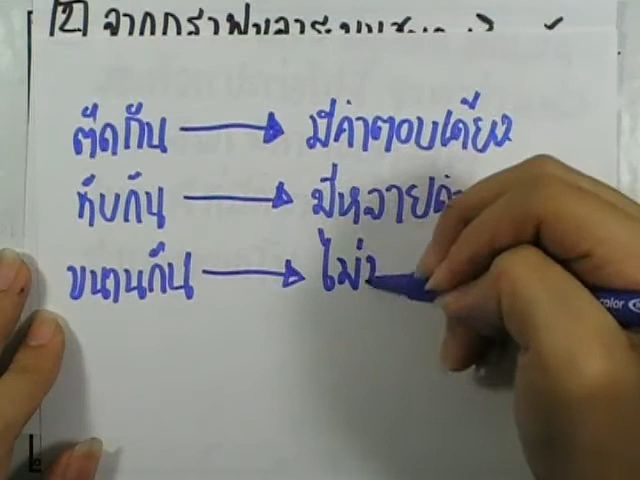 [2] จากกราฟ
ตัดกัน → มีคำตอบเดียว
ทับกัน → มีหลาย
ขนานกัน → ไม่
color